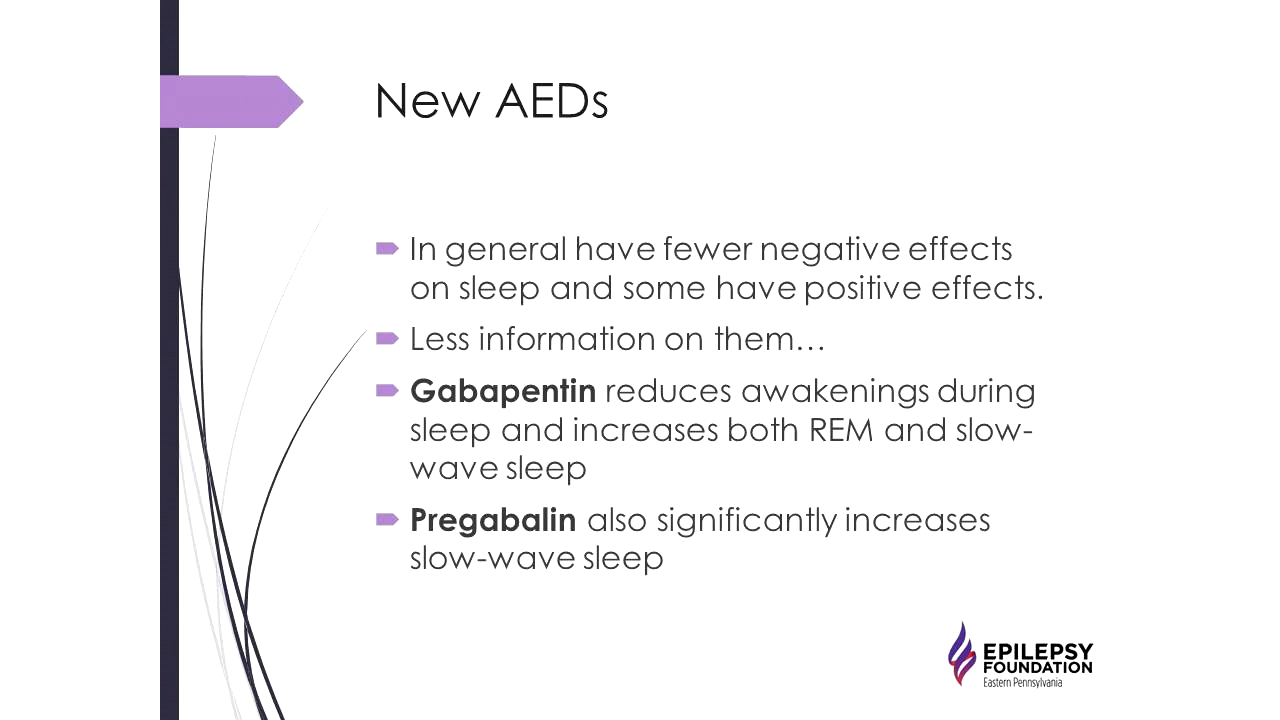 New AEDs
In general have fewer negative effects
on sleep and some have positive effects.
Less information on them…
Gabapentin reduces awakenings during
sleep and increases both REM and slow-
wave sleep
Pregabalin also significantly increases
slow-wave sleep
EPILEPSY
FOUNDATION
Eastern Pennsylvania